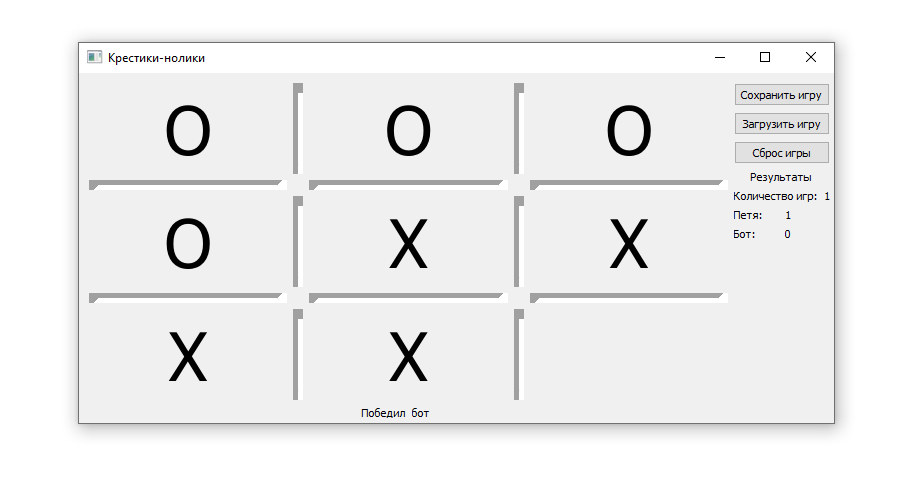 Крестики-нолики
O O O
O X X
X X
Победил бот
Сохранить игру
Загрузить игру
Сброс игры
Результаты
Количество игр: 1
Петя: 1
Бот: 0